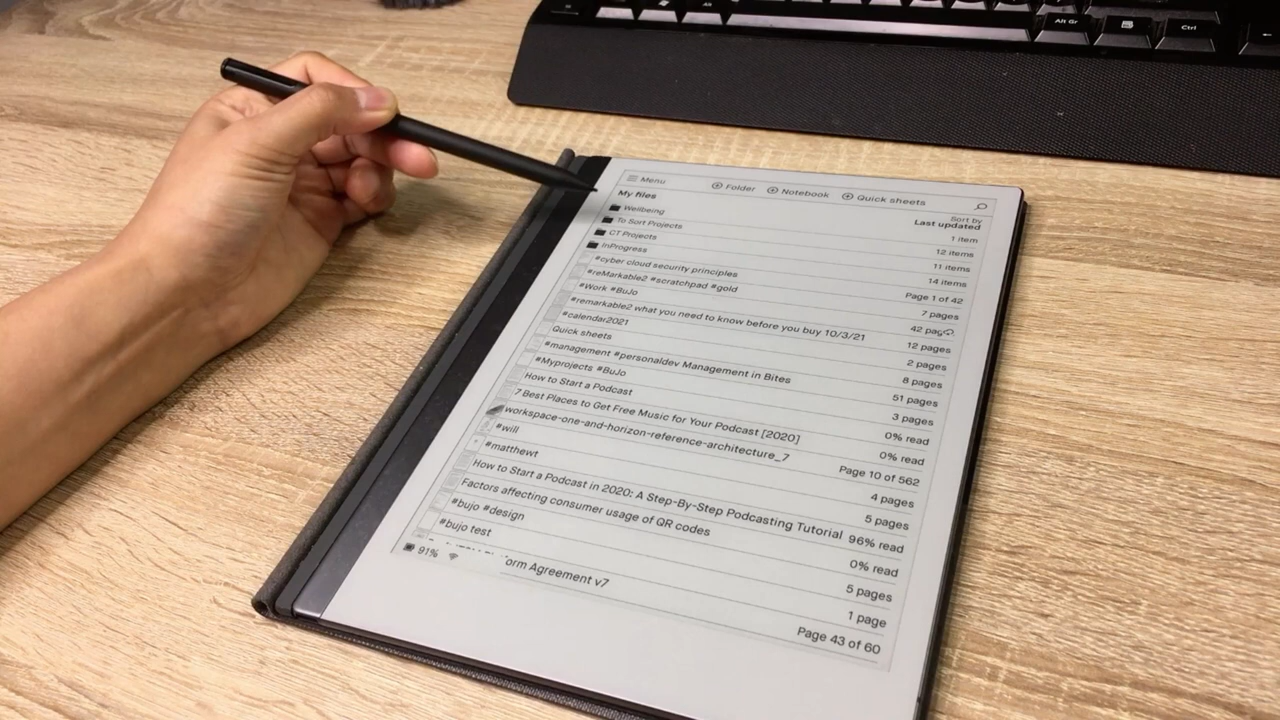 Alt
Alt Gr
Ctrl
Menu
Folder
Notebook
Quick sheets
My files
Sort by
Last updated
Wellbeing 1 item
To Sort Projects 12 items
CT Projects 11 items
InProgress 14 items
#cyber cloud security principles Page 1 of 42
#reMarkable2 #scratchpad #gold 7 pages
#Work #BuJo 42 pages
#remarkable2 what you need to know before you buy 10/3/21 12 pages
#calendar2021 2 pages
Quick sheets 8 pages
#management #personaldev Management in Bites 51 pages
#Myprojects #BuJo 3 pages
How to Start a Podcast 0% read
7 Best Places to Get Free Music for Your Podcast [2020] 0% read
workspace-one-and-horizon-reference-architecture_7 Page 10 of 562
#will 4 pages
#matthewt 5 pages
How to Start a Podcast in 2020: A Step-By-Step Podcasting Tutorial 96% read
Factors affecting consumer usage of QR codes 0% read
#bujo #design 5 pages
#bujo test 1 page
Agreement v7 Page 43 of 60
91%